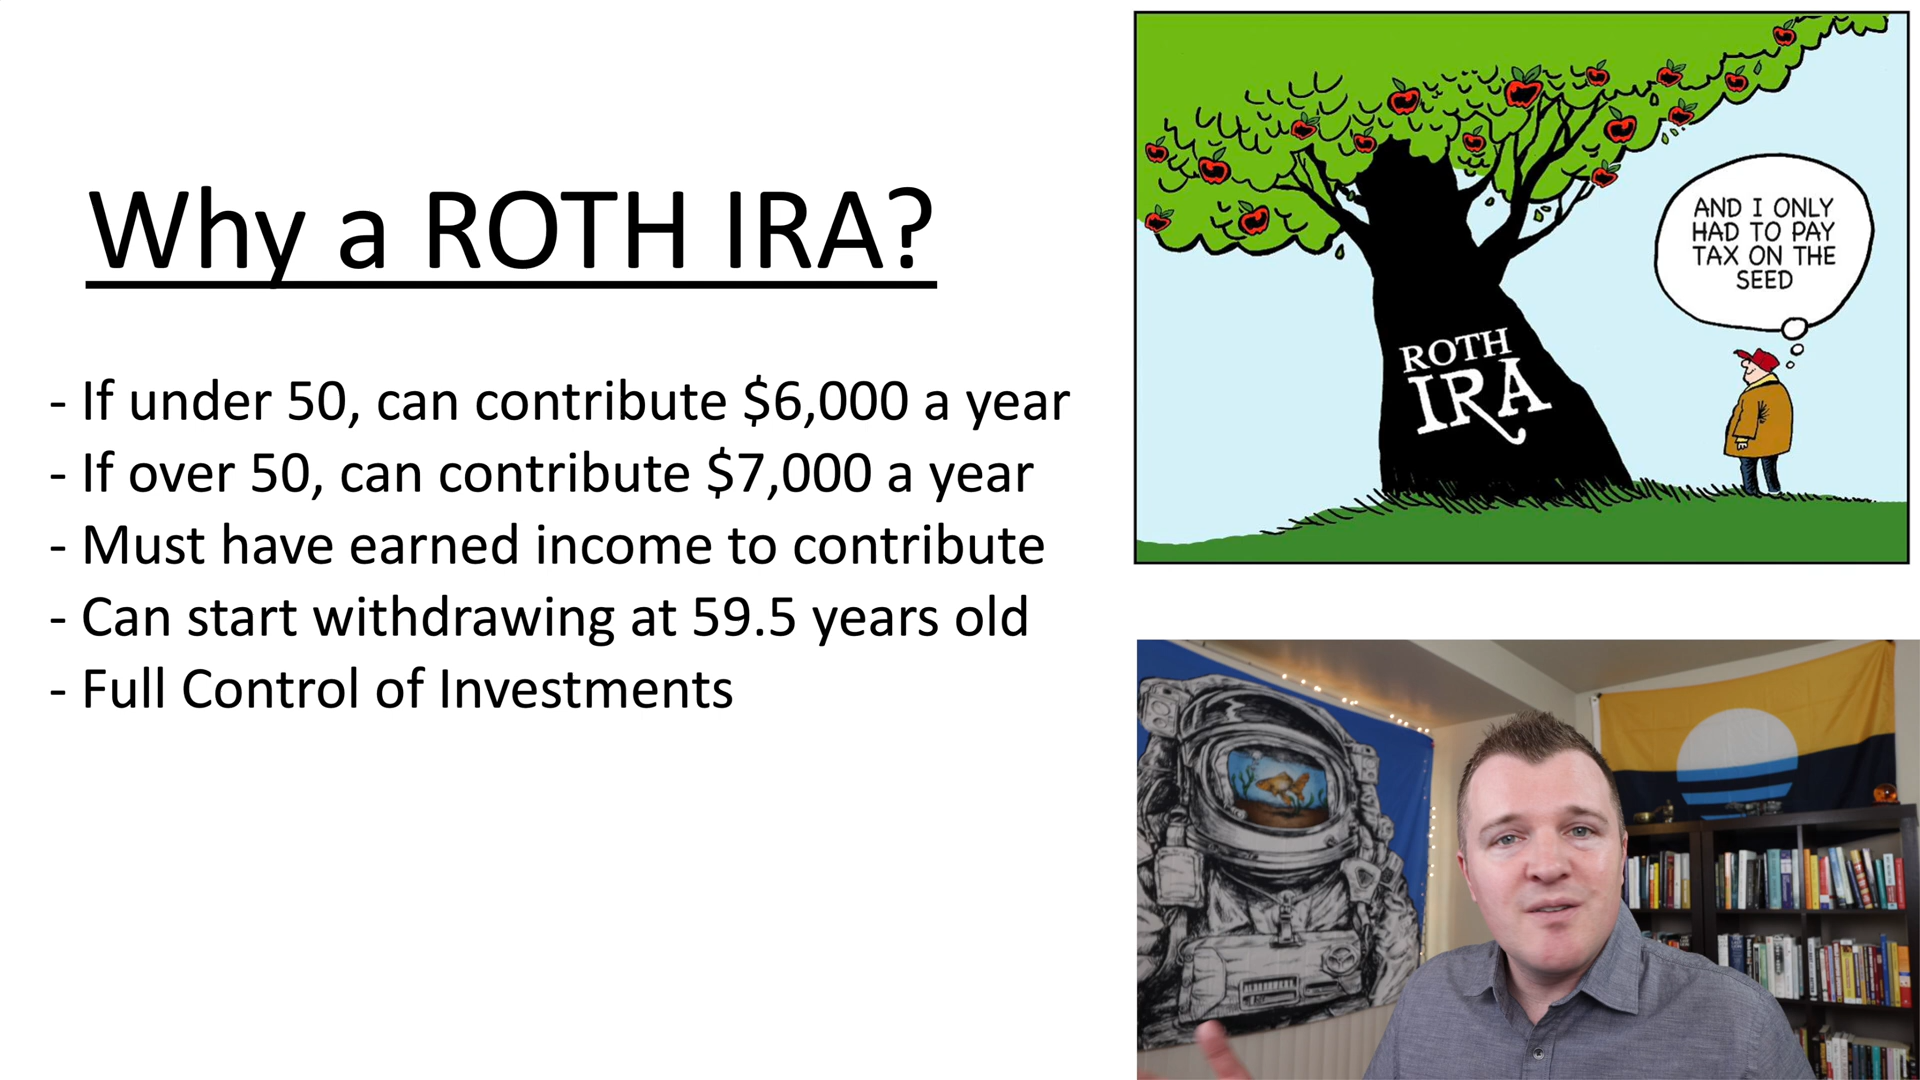 Why a ROTH IRA?
- If under 50, can contribute $6,000 a year
- If over 50, can contribute $7,000 a year
- Must have earned income to contribute
- Can start withdrawing at 59.5 years old
- Full Control of Investments
AND I ONLY
HAD TO PAY
TAX ON THE
SEED
ROTH
IRA